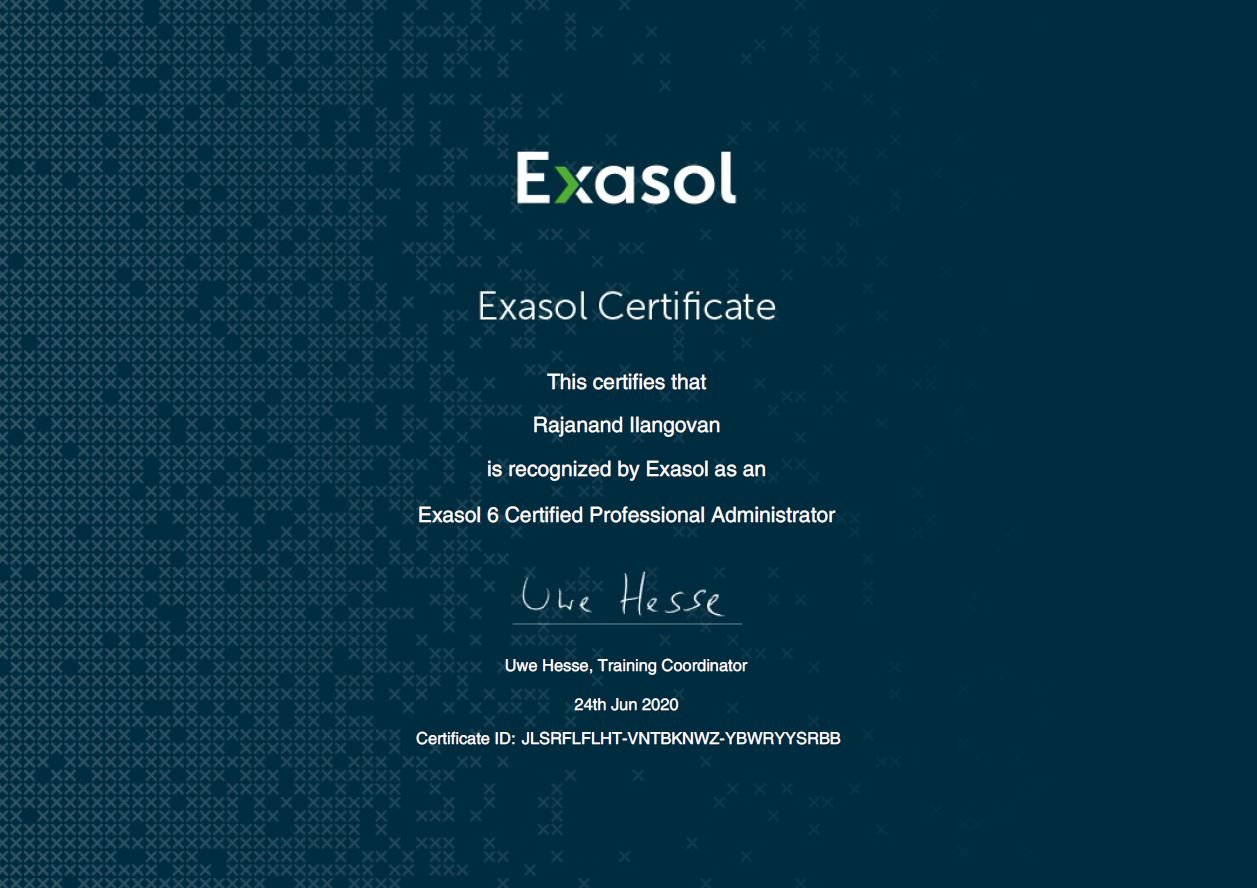 Exasol
Exasol Certificate
This certifies that
Rajanand Ilangovan
is recognized by Exasol as an
Exasol 6 Certified Professional Administrator
Uwe Hesse
Uwe Hesse, Training Coordinator
24th Jun 2020
Certificate ID: JLSRFLFLHT-VNTBKNWZ-YBWRYYSRBB